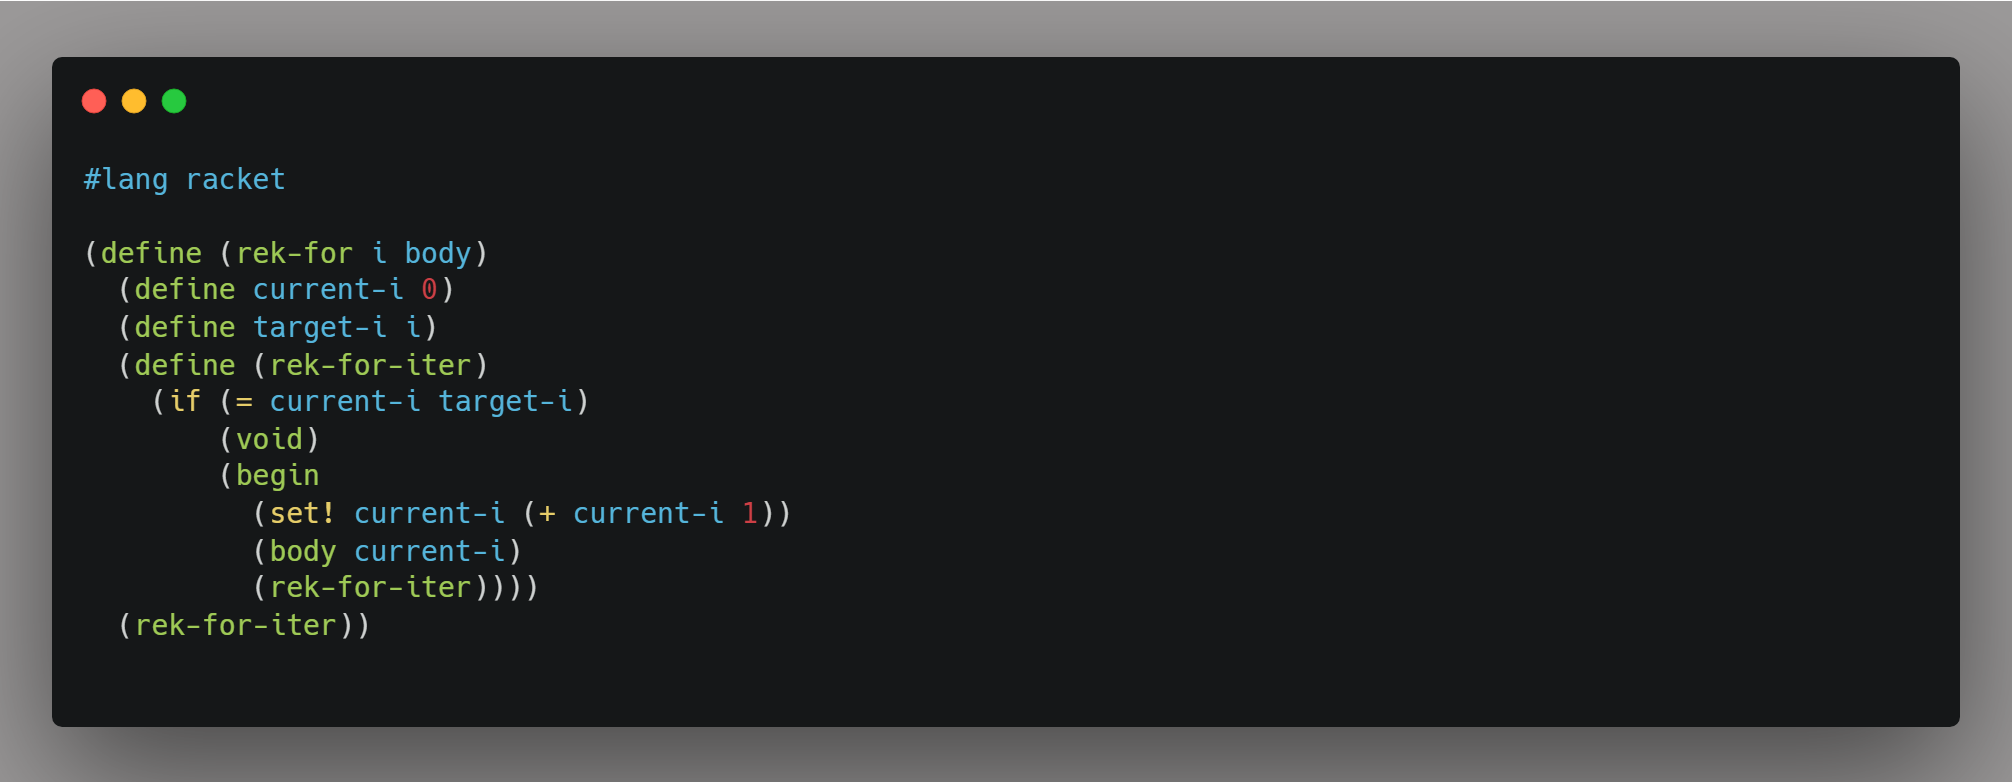 #lang racket
(define (rek-for i body)
  (define current-i 0)
  (define target-i i)
  (define (rek-for-iter)
    (if (= current-i target-i)
        (void)
        (begin
          (set! current-i (+ current-i 1))
          (body current-i)
          (rek-for-iter))))
  (rek-for-iter))